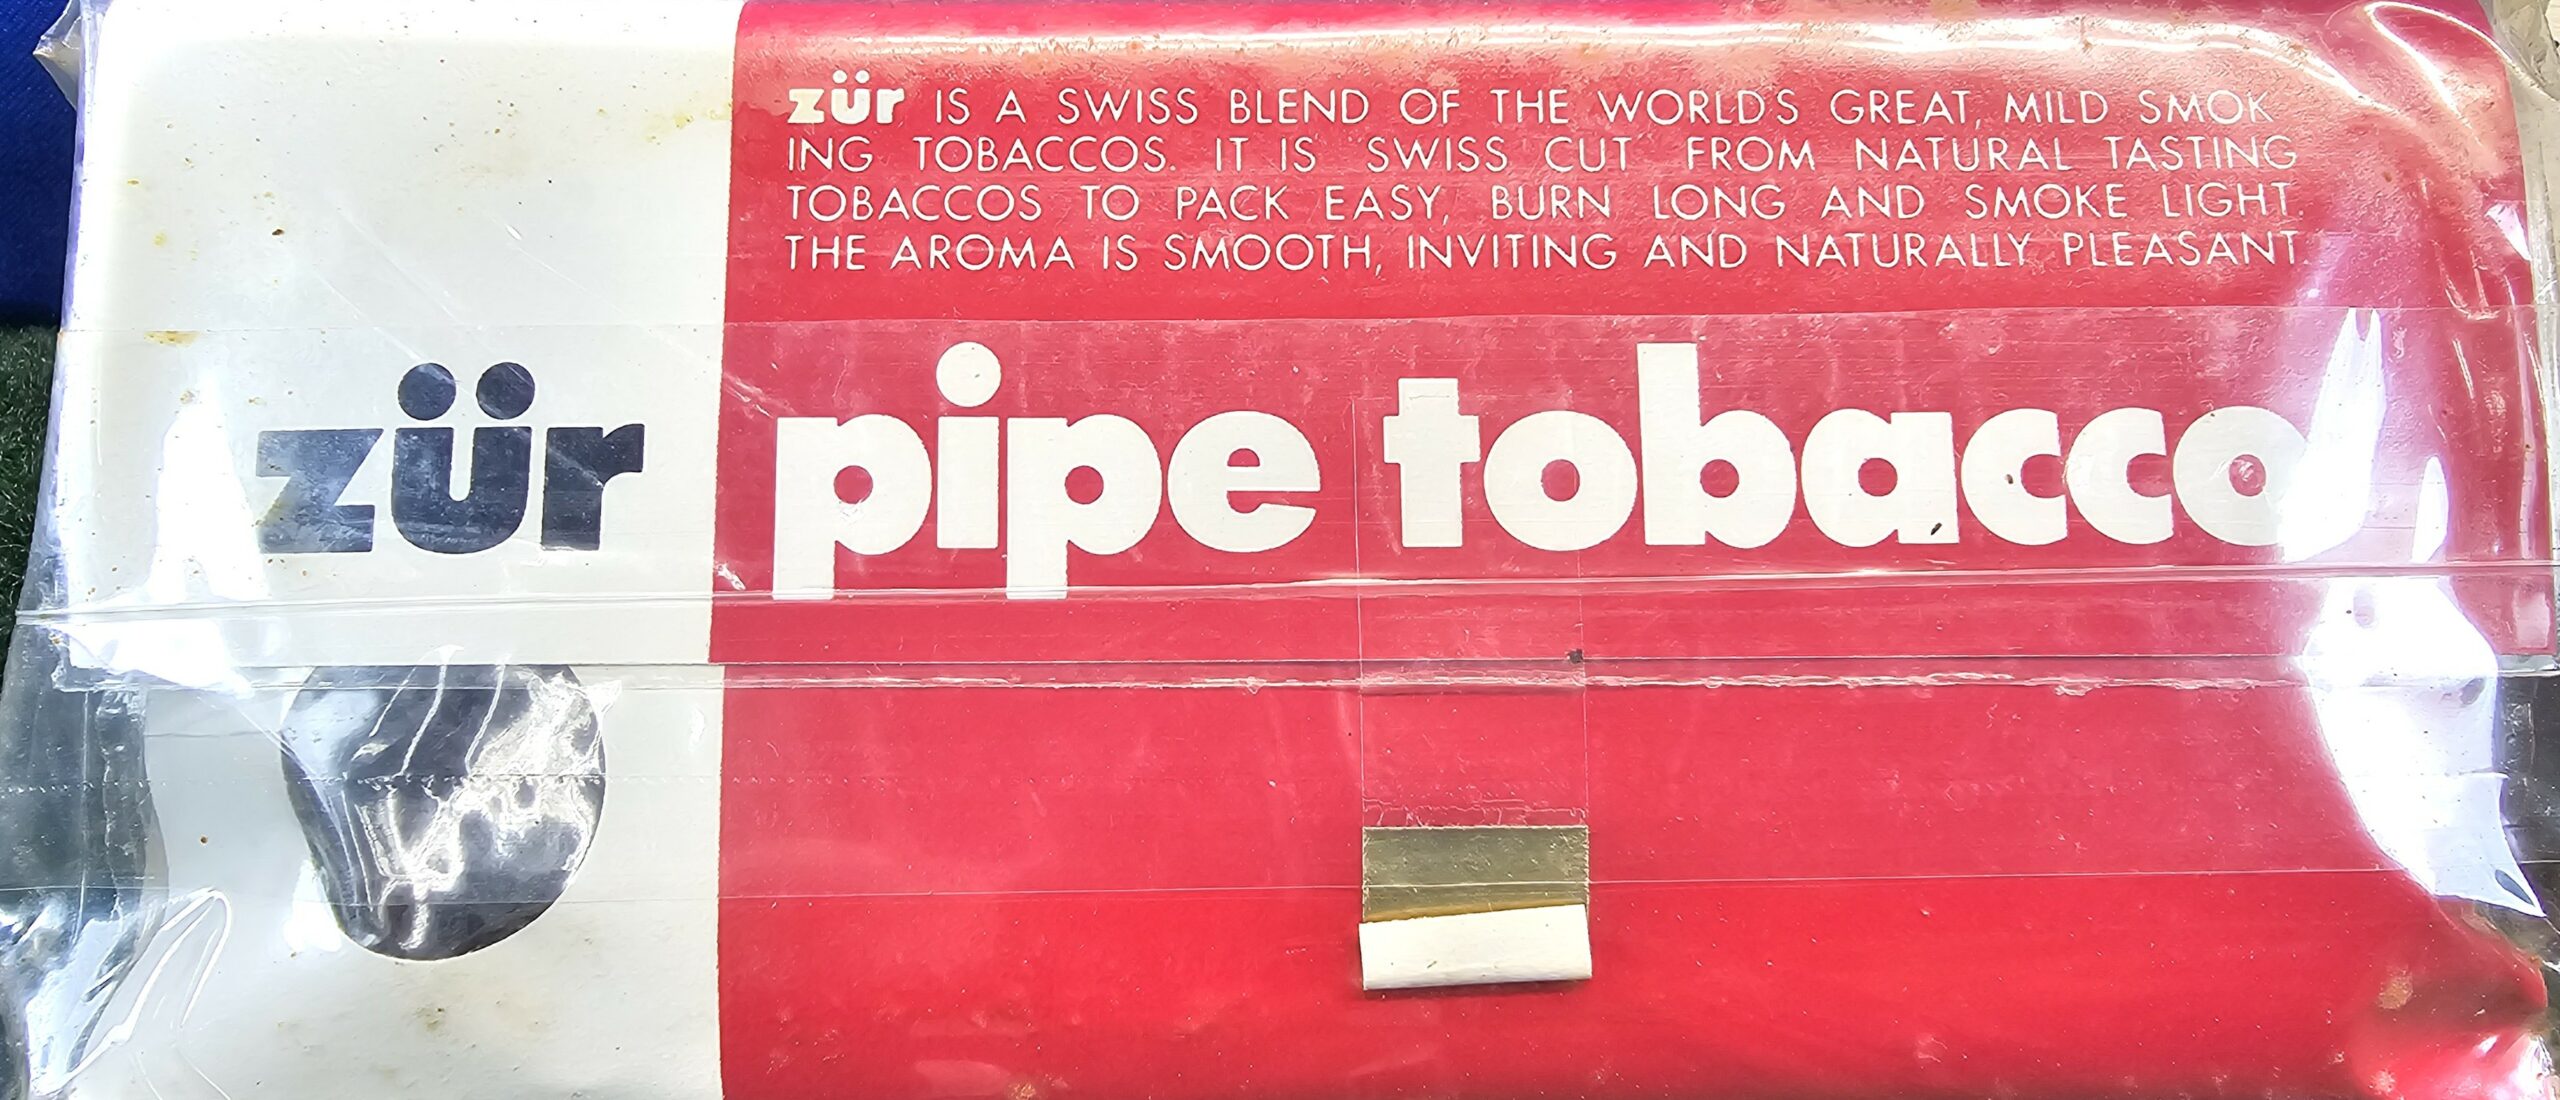 zür IS A SWISS BLEND OF THE WORLDS GREAT, MILD SMOK
ING TOBACCOS. IT IS SWISS CUT FROM NATURAL TASTING
TOBACCOS TO PACK EASY, BURN LONG AND SMOKE LIGHT.
THE AROMA IS SMOOTH, INVITING AND NATURALLY PLEASANT.
zür pipe tobacco